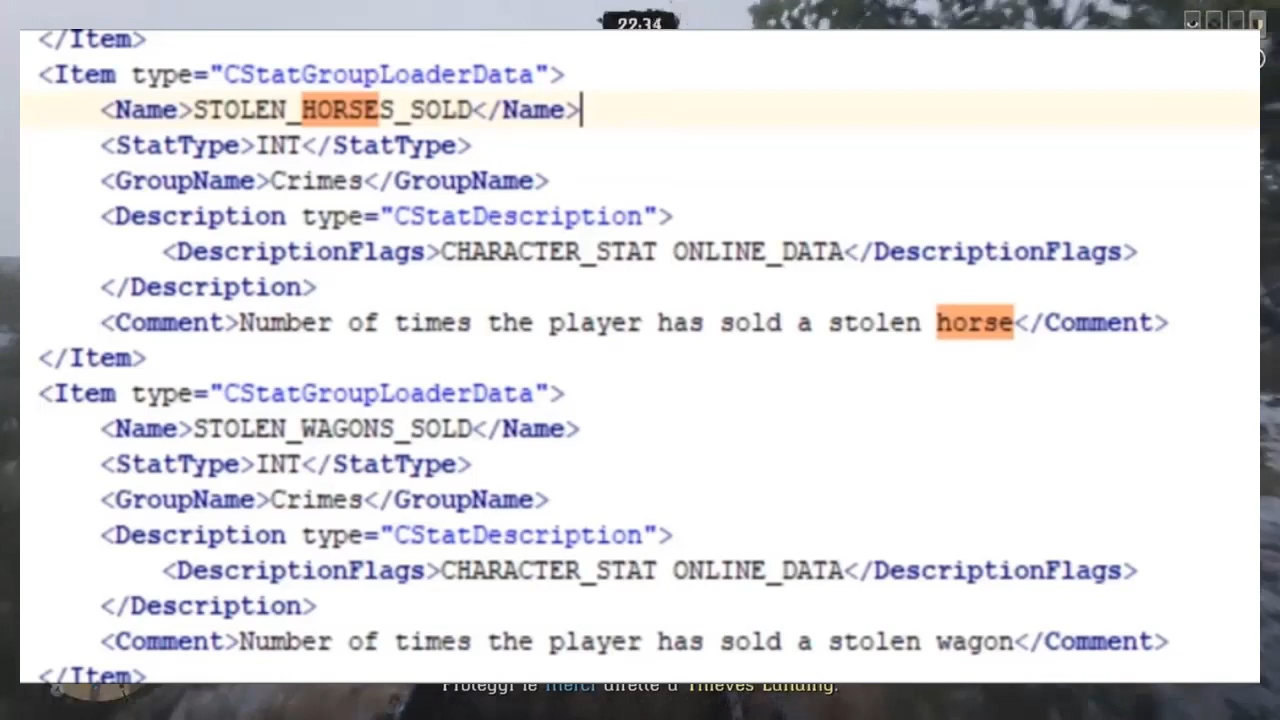 22:34
</Item>
<Item type="CStatGroupLoaderData">
<Name>STOLEN_HORSES_SOLD</Name>
<StatType>INT</StatType>
<GroupName>Crimes</GroupName>
<Description type="CStatDescription">
<DescriptionFlags>CHARACTER_STAT ONLINE_DATA</DescriptionFlags>
</Description>
<Comment>Number of times the player has sold a stolen horse</Comment>
</Item>
<Item type="CStatGroupLoaderData">
<Name>STOLEN_WAGONS_SOLD</Name>
<StatType>INT</StatType>
<GroupName>Crimes</GroupName>
<Description type="CStatDescription">
<DescriptionFlags>CHARACTER_STAT ONLINE_DATA</DescriptionFlags>
</Description>
<Comment>Number of times the player has sold a stolen wagon</Comment>
</Item>
Proteggi le merci dirette a Thieves Landing.